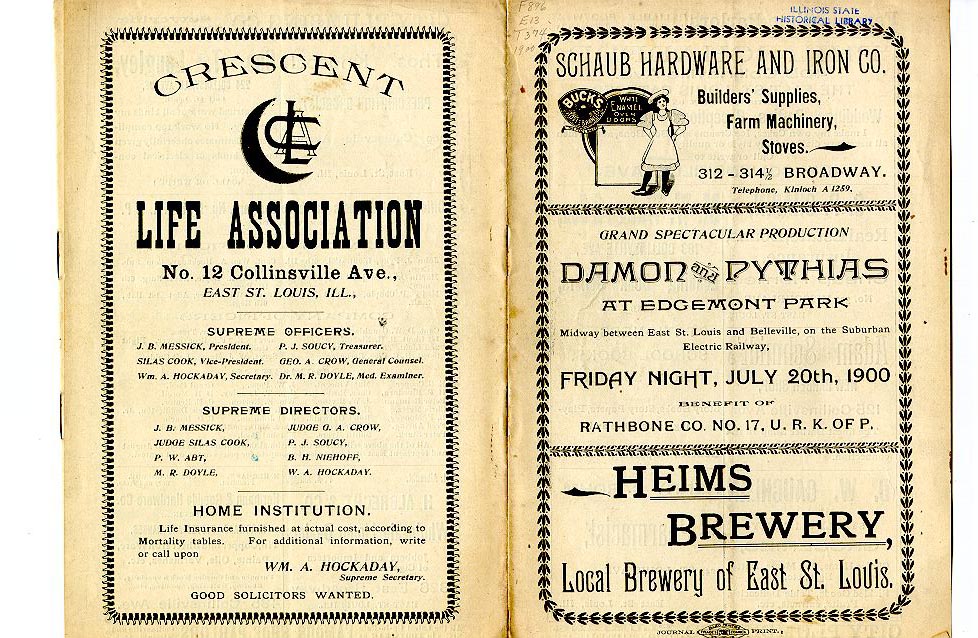 CRESCENT
CLA
LIFE ASSOCIATION
No. 12 Collinsville Ave.,
EAST ST. LOUIS, ILL.,
SUPREME OFFICERS.
J. B. MESSICK, President. P. J. SOUCY, Treasurer.
SILAS COOK, Vice-President. GEO. A. CROW, General Counsel.
Wm. A. HOCKADAY, Secretary. Dr. M. R. DOYLE, Med. Examiner.
SUPREME DIRECTORS.
J. B. MESSICK, JUDGE G. A. CROW,
JUDGE SILAS COOK, P. J. SOUCY,
P. W. ABT, B. H. NIEHOFF,
M. R. DOYLE, W. A. HOCKADAY.
HOME INSTITUTION.
Life Insurance furnished at actual cost, according to
Mortality tables. For additional information, write
or call upon
WM. A. HOCKADAY,
Supreme Secretary.
GOOD SOLICITORS WANTED.
F896
E13
T374
1900
ILLINOIS STATE
HISTORICAL LIBRARY
SCHAUB HARDWARE AND IRON CO.
BUCK'S
WHITE
ENAMEL
OVEN
DOORS
Builders' Supplies,
Farm Machinery,
Stoves.
312 - 314½ BROADWAY.
Telephone, Kinloch A 1259.
GRAND SPECTACULAR PRODUCTION
DAMON and PYTHIAS
AT EDGEMONT PARK
Midway between East St. Louis and Belleville, on the Suburban
Electric Railway,
FRIDAY NIGHT, JULY 20th, 1900
BENEFIT OF
RATHBONE CO. NO. 17, U. R. K. OF P.
HEIMS
BREWERY,
Local Brewery of East St. Louis.
JOURNAL PRINT.